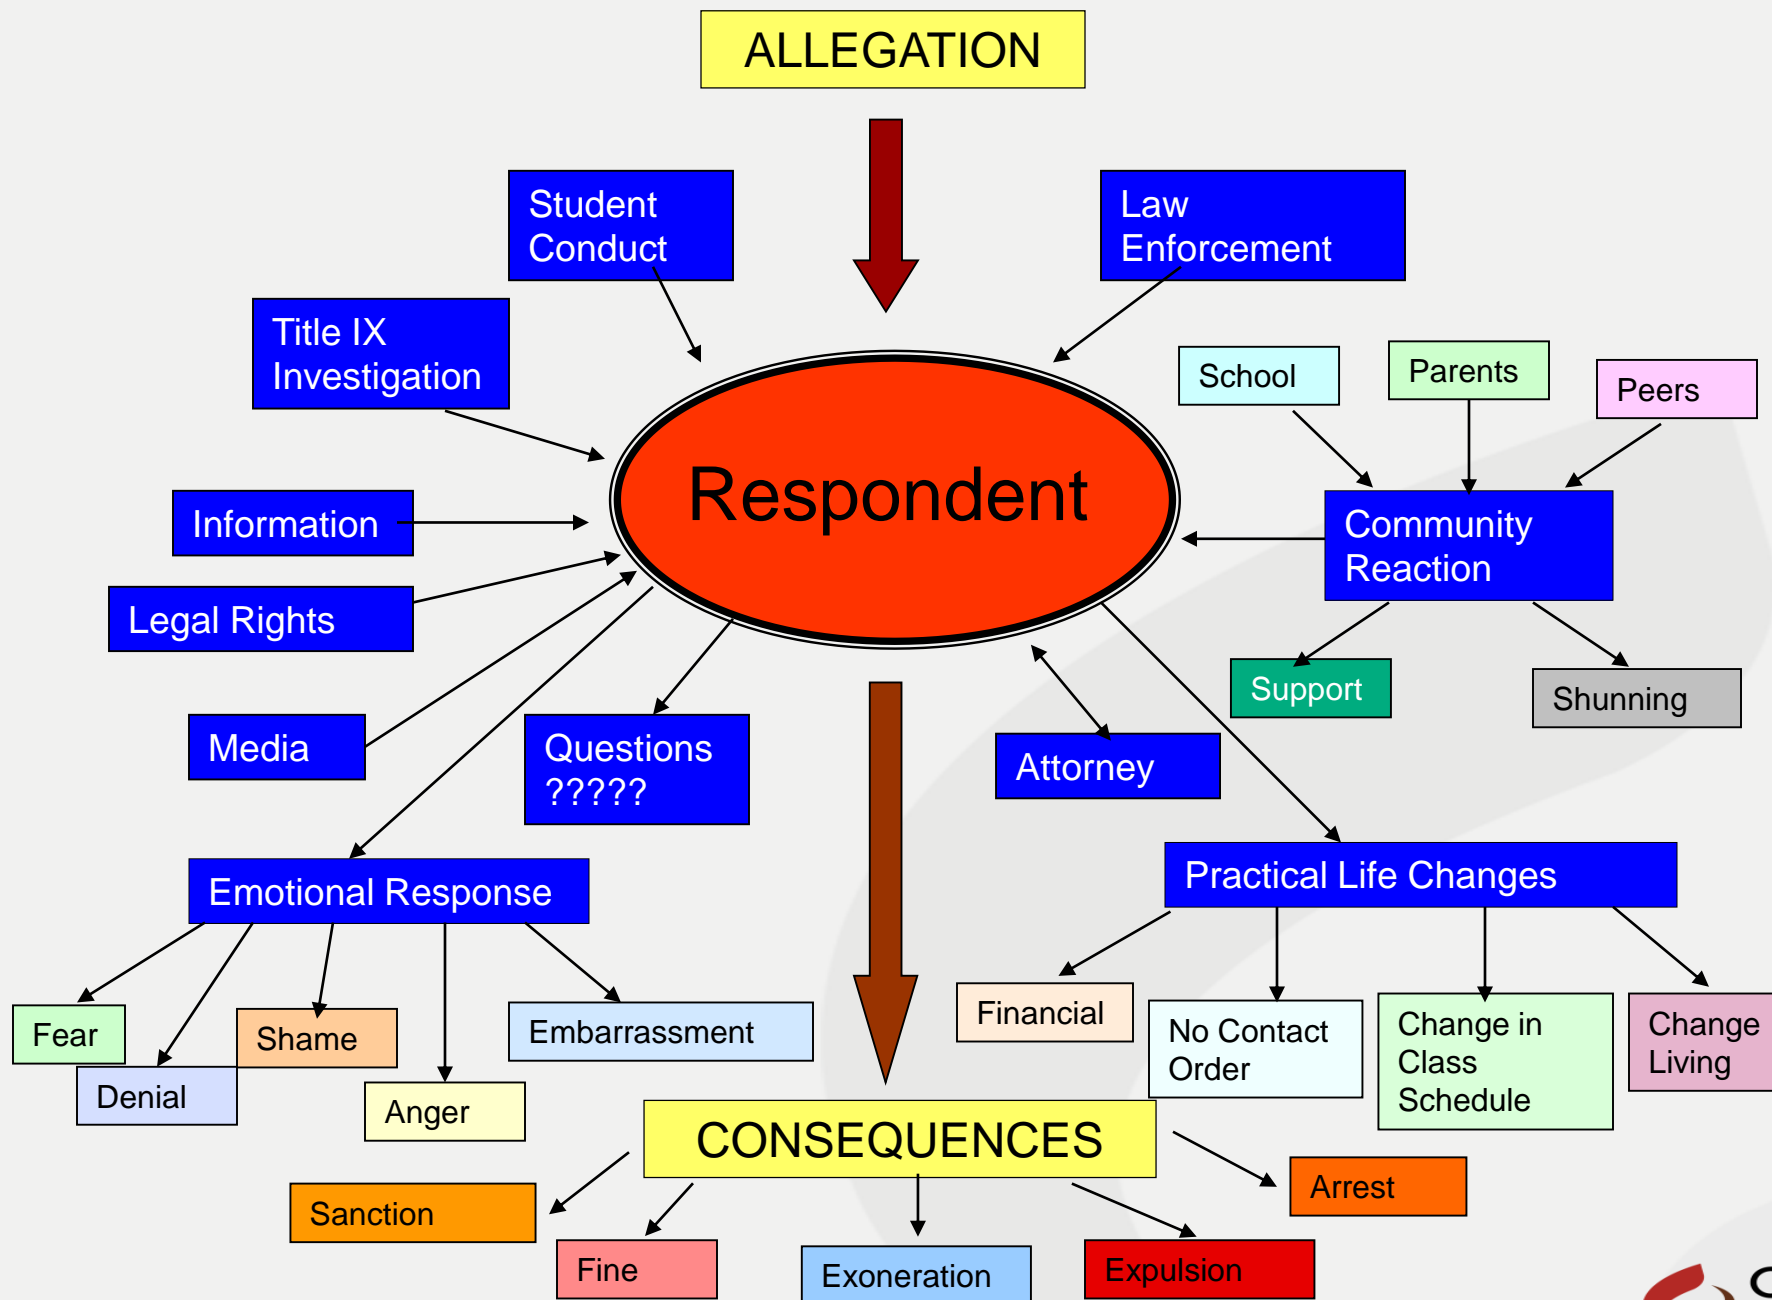 ALLEGATION
Student
Conduct
Law
Enforcement
Title IX
Investigation
School
Parents
Peers
Respondent
Information
Community
Reaction
Legal Rights
Support
Shunning
Media
Questions
?????
Attorney
Emotional Response
Practical Life Changes
Fear
Shame
Embarrassment
Denial
Anger
Financial
No Contact
Order
Change in
Class
Schedule
Change
Living
CONSEQUENCES
Sanction
Arrest
Fine
Exoneration
Expulsion